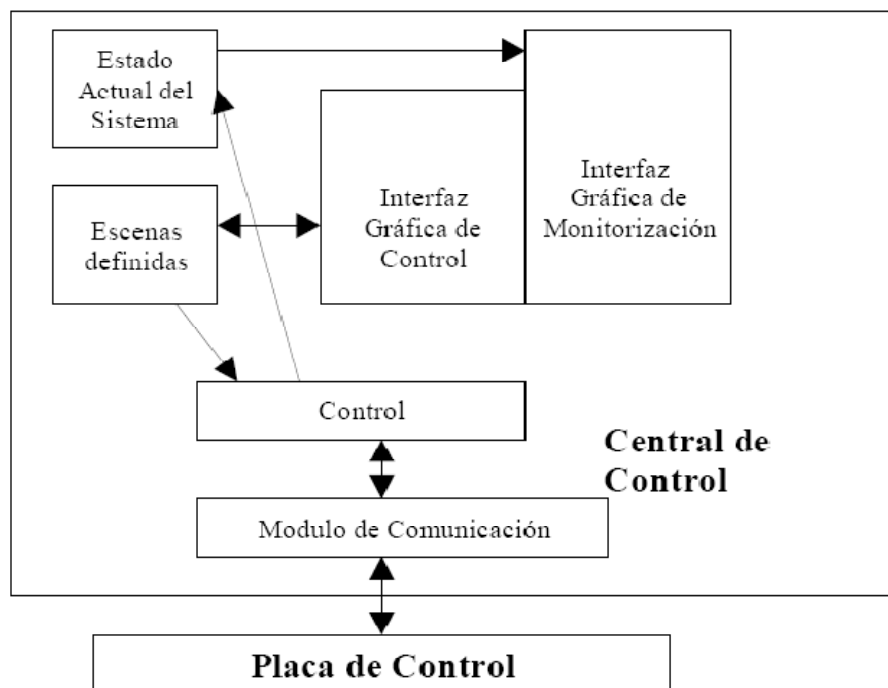 Estado
Actual del
Sistema
Interfaz
Gráfica de
Control
Interfaz
Gráfica de
Monitorización
Escenas
definidas
Control
Central de
Control
Modulo de Comunicación
Placa de Control